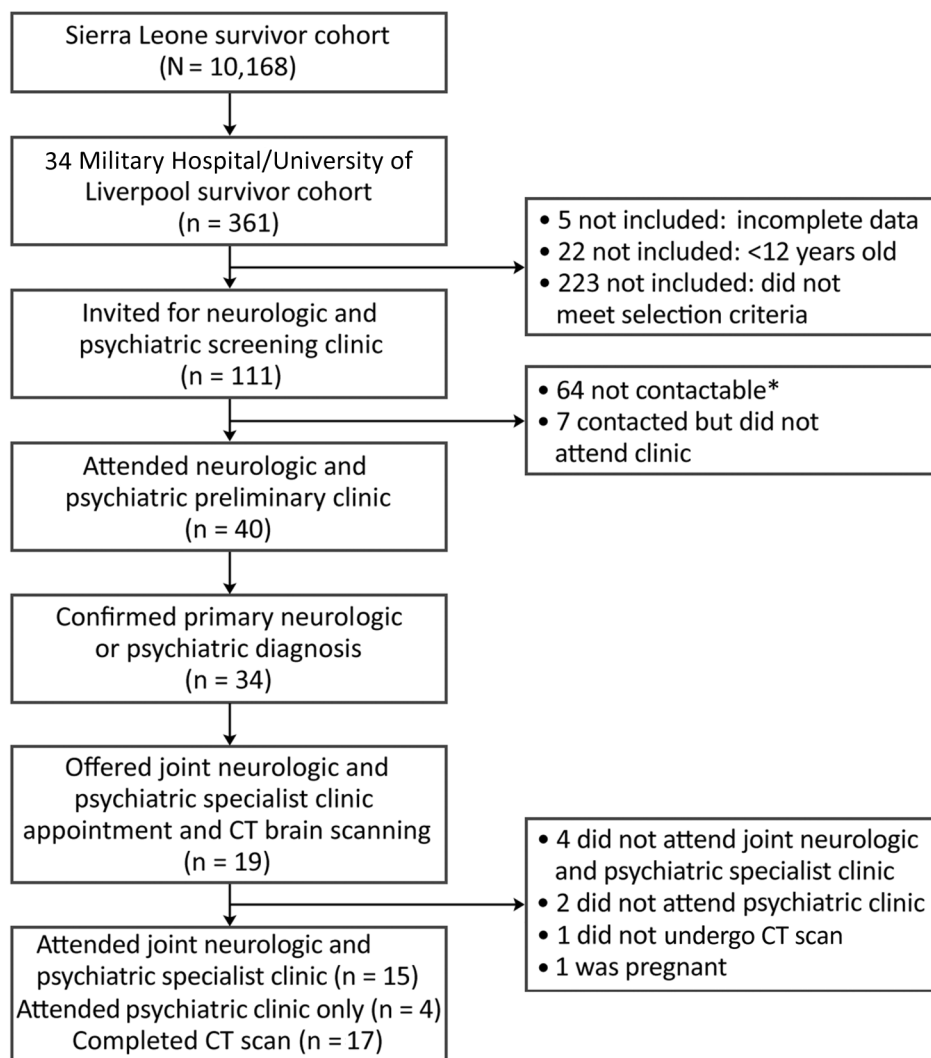 Sierra Leone survivor cohort
(N = 10,168)
34 Military Hospital/University of
Liverpool survivor cohort
(n = 361)
• 5 not included: incomplete data
• 22 not included: <12 years old
• 223 not included: did not
meet selection criteria
Invited for neurologic and
psychiatric screening clinic
(n = 111)
• 64 not contactable*
• 7 contacted but did not
attend clinic
Attended neurologic and
psychiatric preliminary clinic
(n = 40)
Confirmed primary neurologic
or psychiatric diagnosis
(n = 34)
Offered joint neurologic and
psychiatric specialist clinic
appointment and CT brain scanning
(n = 19)
• 4 did not attend joint neurologic
and psychiatric specialist clinic
• 2 did not attend psychiatric clinic
• 1 did not undergo CT scan
• 1 was pregnant
Attended joint neurologic and
psychiatric specialist clinic (n = 15)
Attended psychiatric clinic only (n = 4)
Completed CT scan (n = 17)